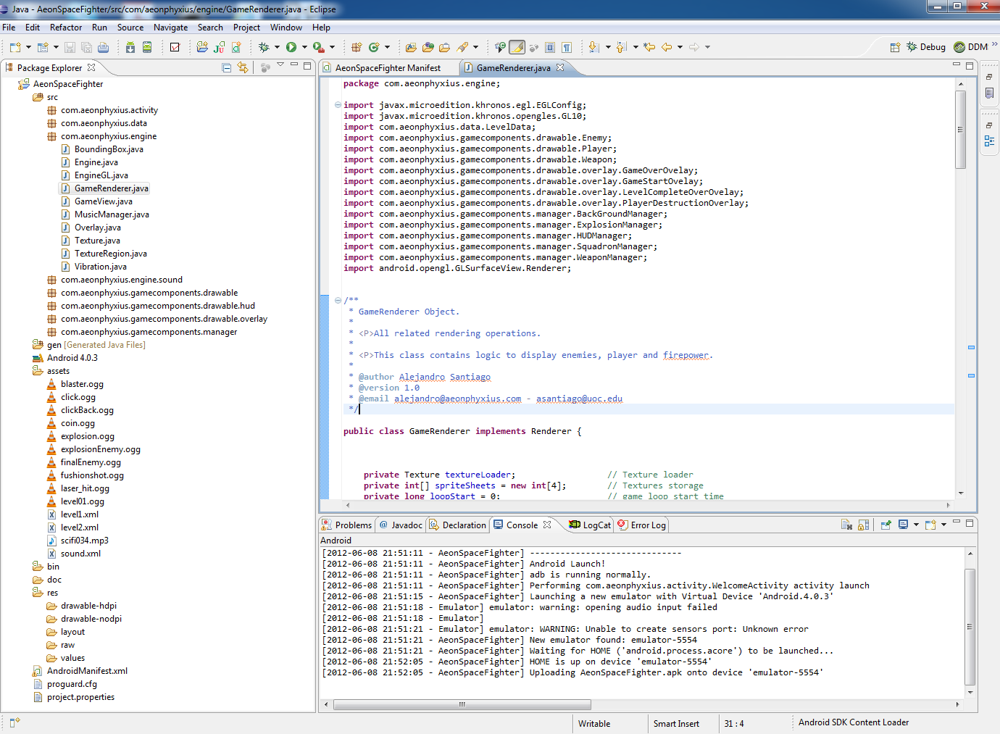 Java - AeonSpaceFighter/src/com/aeonphyxius/engine/GameRenderer.java - Eclipse
File Edit Refactor Run Source Navigate Search Project Window Help
Debug DDM
Package Explorer
AeonSpaceFighter
src
com.aeonphyxius.activity
com.aeonphyxius.data
com.aeonphyxius.engine
BoundingBox.java
Engine.java
EngineGL.java
GameRenderer.java
GameView.java
MusicManager.java
Overlay.java
Texture.java
TextureRegion.java
Vibration.java
com.aeonphyxius.engine.sound
com.aeonphyxius.gamecomponents.drawable
com.aeonphyxius.gamecomponents.drawable.hud
com.aeonphyxius.gamecomponents.drawable.overlay
com.aeonphyxius.gamecomponents.manager
gen [Generated Java Files]
Android 4.0.3
assets
blaster.ogg
click.ogg
clickBack.ogg
coin.ogg
explosion.ogg
explosionEnemy.ogg
finalEnemy.ogg
fushionshot.ogg
laser_hit.ogg
level01.ogg
level1.xml
level2.xml
scifi034.mp3
sound.xml
bin
doc
res
drawable-hdpi
drawable-nodpi
layout
raw
values
AndroidManifest.xml
proguard.cfg
project.properties
AeonSpaceFighter Manifest GameRenderer.java
package com.aeonphyxius.engine;
import javax.microedition.khronos.egl.EGLConfig;
import javax.microedition.khronos.opengles.GL10;
import com.aeonphyxius.data.LevelData;
import com.aeonphyxius.gamecomponents.drawable.Enemy;
import com.aeonphyxius.gamecomponents.drawable.Player;
import com.aeonphyxius.gamecomponents.drawable.Weapon;
import com.aeonphyxius.gamecomponents.drawable.overlay.GameOverOvelay;
import com.aeonphyxius.gamecomponents.drawable.overlay.GameStartOvelay;
import com.aeonphyxius.gamecomponents.drawable.overlay.LevelCompleteOverOvelay;
import com.aeonphyxius.gamecomponents.drawable.overlay.PlayerDestructionOverlay;
import com.aeonphyxius.gamecomponents.manager.BackGroundManager;
import com.aeonphyxius.gamecomponents.manager.ExplosionManager;
import com.aeonphyxius.gamecomponents.manager.HUDManager;
import com.aeonphyxius.gamecomponents.manager.SquadronManager;
import com.aeonphyxius.gamecomponents.manager.WeaponManager;
import android.opengl.GLSurfaceView.Renderer;
/**
* GameRenderer Object.
*
* <P>All related rendering operations.
*
* <P>This class contains logic to display enemies, player and firepower.
*
* @author Alejandro Santiago
* @version 1.0
* @email alejandro@aeonphyxius.com - asantiago@uoc.edu
*/
public class GameRenderer implements Renderer {
private Texture textureLoader; // Texture loader
private int[] spriteSheets = new int[4]; // Textures storage
private long loopStart = 0; // game loop start time
Problems @ Javadoc Declaration Console LogCat Error Log
Android
[2012-06-08 21:51:11 - AeonSpaceFighter] ------------------------------
[2012-06-08 21:51:11 - AeonSpaceFighter] Android Launch!
[2012-06-08 21:51:11 - AeonSpaceFighter] adb is running normally.
[2012-06-08 21:51:11 - AeonSpaceFighter] Performing com.aeonphyxius.activity.WelcomeActivity activity launch
[2012-06-08 21:51:15 - AeonSpaceFighter] Launching a new emulator with Virtual Device 'Android.4.0.3'
[2012-06-08 21:51:18 - Emulator] emulator: warning: opening audio input failed
[2012-06-08 21:51:18 - Emulator]
[2012-06-08 21:51:21 - Emulator] emulator: WARNING: Unable to create sensors port: Unknown error
[2012-06-08 21:51:21 - AeonSpaceFighter] New emulator found: emulator-5554
[2012-06-08 21:51:21 - AeonSpaceFighter] Waiting for HOME ('android.process.acore') to be launched...
[2012-06-08 21:52:05 - AeonSpaceFighter] HOME is up on device 'emulator-5554'
[2012-06-08 21:52:05 - AeonSpaceFighter] Uploading AeonSpaceFighter.apk onto device 'emulator-5554'
Writable Smart Insert 31 : 4 Android SDK Content Loader